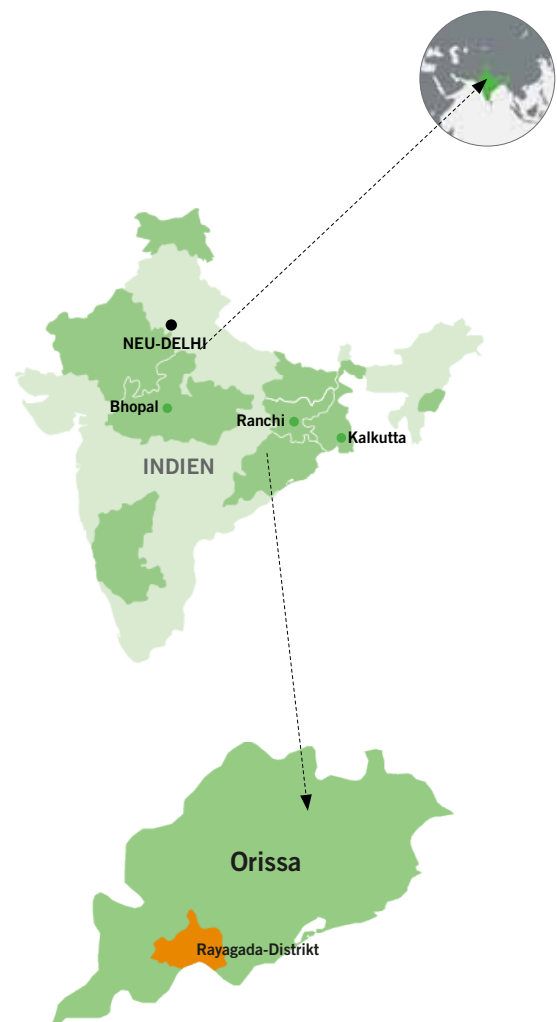 NEU-DELHI
Bhopal
Ranchi
Kalkutta
INDIEN
Orissa
Rayagada-Distrikt